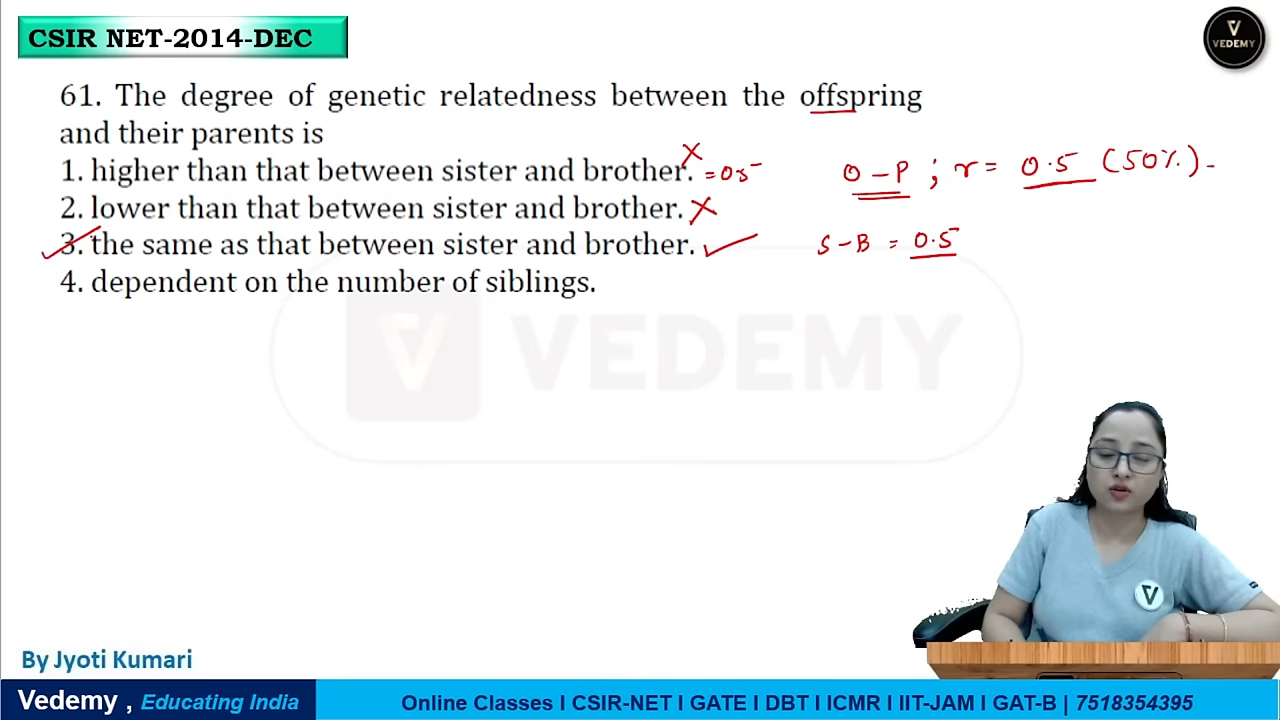 CSIR NET-2014-DEC
V
VEDEMY
61. The degree of genetic relatedness between the offspring
and their parents is
1. higher than that between sister and brother. = 0.5
O - P ; r = 0.5 (50%) -
2. lower than that between sister and brother.
3. the same as that between sister and brother.
S - B = 0.5
4. dependent on the number of siblings.
VEDEMY
By Jyoti Kumari
Vedemy , Educating India
Online Classes I CSIR-NET I GATE I DBT I ICMR I IIT-JAM I GAT-B | 7518354395